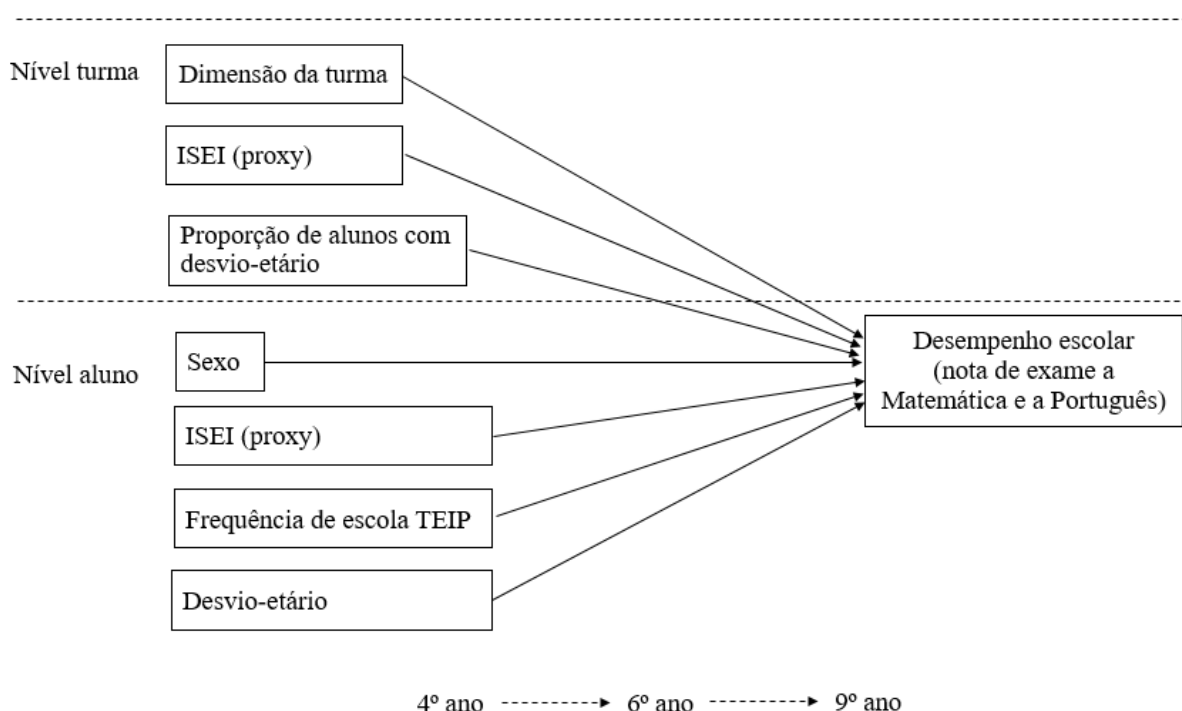 Nível turma
Dimensão da turma
ISEI (proxy)
Proporção de alunos com
desvio-etário
Nível aluno
Sexo
ISEI (proxy)
Frequência de escola TEIP
Desvio-etário
Desempenho escolar
(nota de exame a
Matemática e a Português)
4º ano 6º ano 9º ano